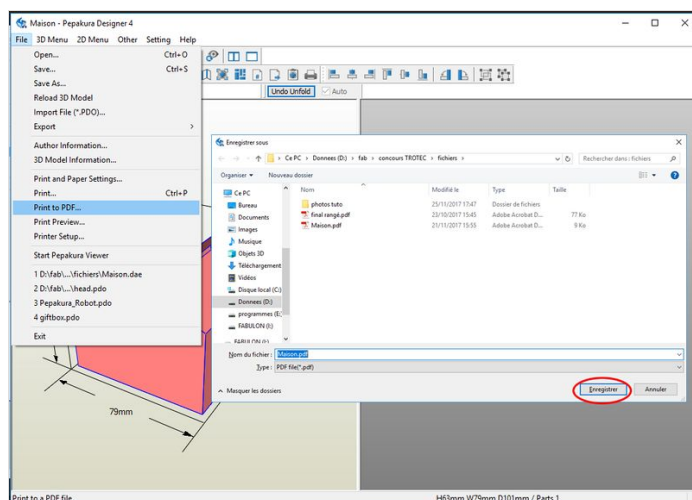 Maison - Pepakura Designer 4
File 3D Menu 2D Menu Other Setting Help
Open... Ctrl+O
Save... Ctrl+S
Save As...
Reload 3D Model
Import File (*.PDO)...
Export
Author Information...
3D Model Information...
Print and Paper Settings...
Print... Ctrl+P
Print to PDF...
Print Preview...
Printer Setup...
Start Pepakura Viewer
1 D:\fab\...\fichiers\Maison.dae
2 D:\fab\...\head.pdo
3 Pepakura_Robot.pdo
4 giftbox.pdo
Exit
Undo Unfold Auto
Enregistrer sous
Ce PC > Donnees (D:) > fab > concours TROTEC > fichiers >
Rechercher dans : fichiers
Organiser Nouveau dossier
Nom Modifié le Type Taille
Ce PC
Bureau
Documents
Images
Musique
Objets 3D
Téléchargement
Vidéos
Disque local (C:)
Donnees (D:)
programmes (E:)
FABULON (I:)
FABULON (I:)
photos tuto 25/11/2017 17:47 Dossier de fichiers
final rangé.pdf 23/10/2017 15:45 Adobe Acrobat D... 77 Ko
Maison.pdf 21/11/2017 15:55 Adobe Acrobat D... 9 Ko
Nom du fichier : Maison.pdf
Type : PDF file(*.pdf)
Masquer les dossiers
Enregistrer Annuler
79mm
Print to a PDF file
H63mm W79mm D101mm / Parts 1